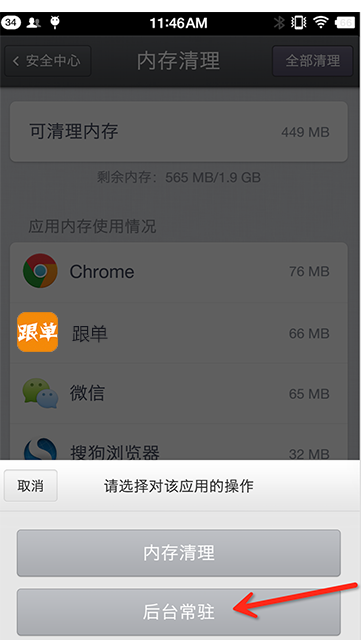 34 11:46AM
安全中心 内存清理 全部清理
可清理内存 449 MB
剩余内存: 565 MB/1.9 GB
应用内存使用情况
Chrome 76 MB
跟单 跟单 66 MB
微信 65 MB
搜狗浏览器 32 MB
取消 请选择对该应用的操作
内存清理
后台常驻